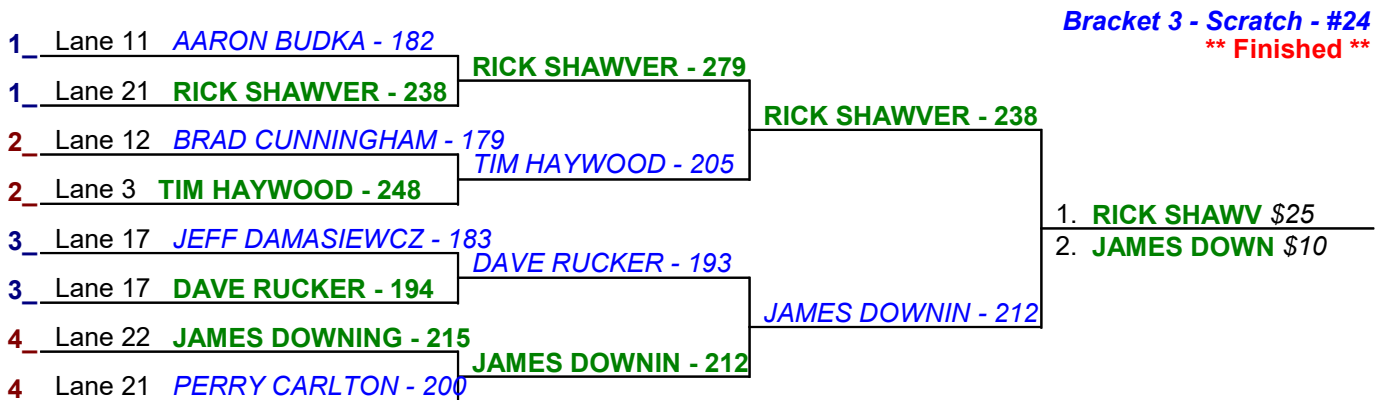 Bracket 3 - Scratch - #24
** Finished **
1_ Lane 11 AARON BUDKA - 182
RICK SHAWVER - 279
1_ Lane 21 RICK SHAWVER - 238
RICK SHAWVER - 238
2_ Lane 12 BRAD CUNNINGHAM - 179
TIM HAYWOOD - 205
2_ Lane 3 TIM HAYWOOD - 248
1. RICK SHAWV $25
3_ Lane 17 JEFF DAMASIEWCZ - 183
2. JAMES DOWN $10
DAVE RUCKER - 193
3_ Lane 17 DAVE RUCKER - 194
JAMES DOWNIN - 212
4_ Lane 22 JAMES DOWNING - 215
JAMES DOWNIN - 212
4 Lane 21 PERRY CARLTON - 200